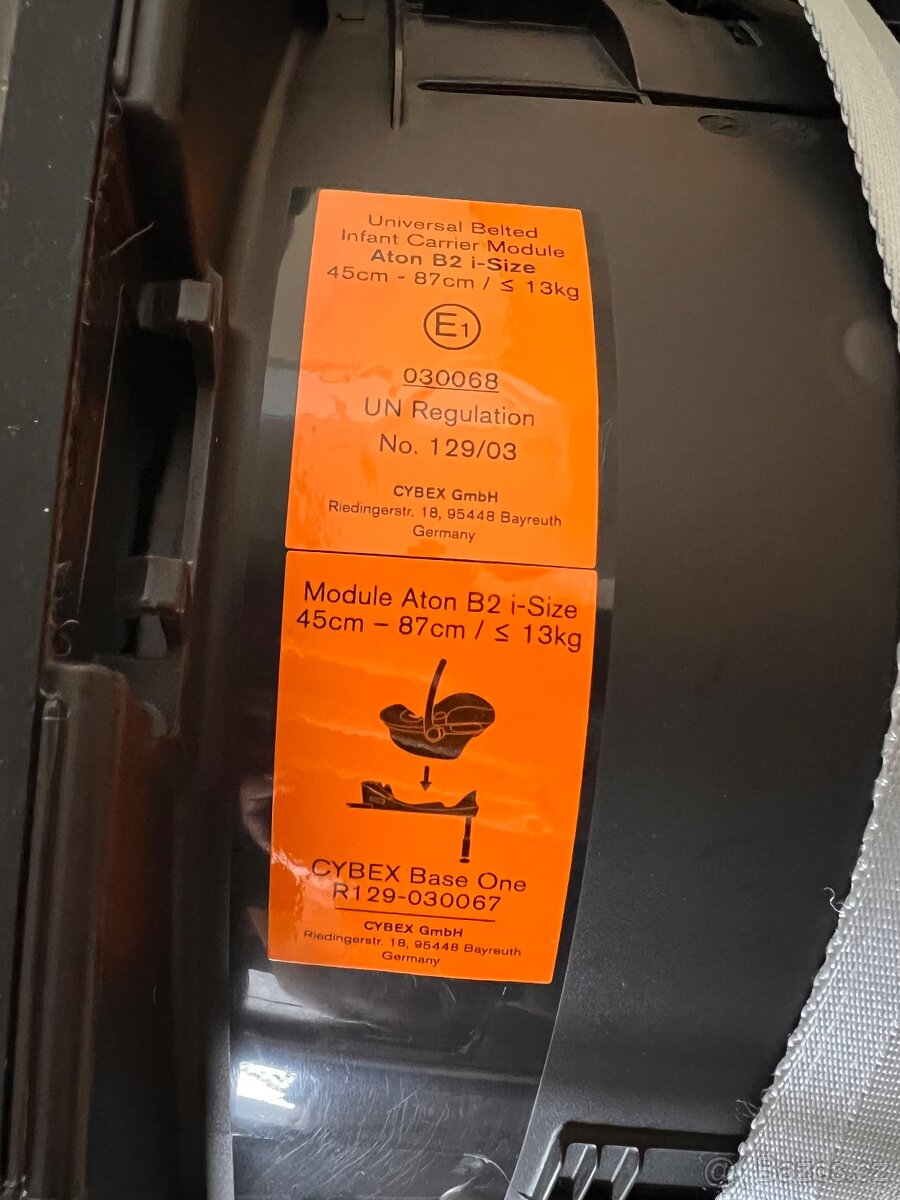 Universal Belted
Infant Carrier Module
Aton B2 i-Size
45cm - 87cm / ≤ 13kg
E1
030068
UN Regulation
No. 129/03
CYBEX GmbH
Riedingerstr. 18, 95448 Bayreuth
Germany
Module Aton B2 i-Size
45cm – 87cm / ≤ 13kg
CYBEX Base One
R129-030067
CYBEX GmbH
Riedingerstr. 18, 95448 Bayreuth
Germany
Bazos.cz